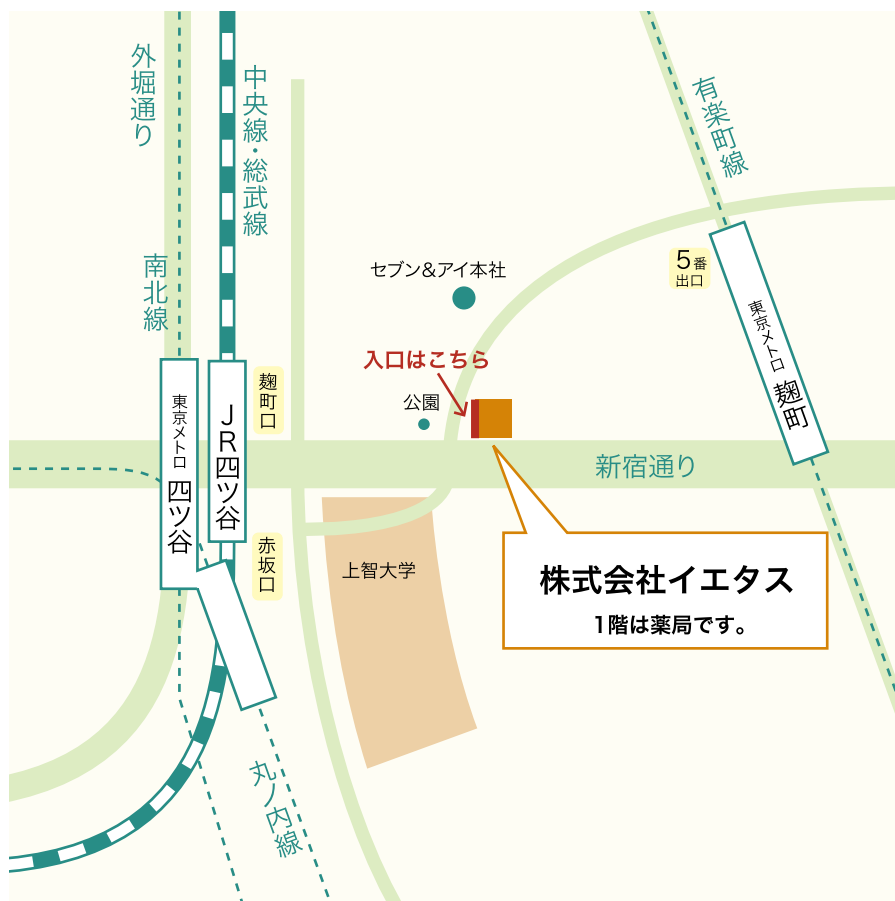 外堀通り
中央線・総武線
有楽町線
南北線
セブン＆アイ本社
5番
出口
東京メトロ 麹町
入口はこちら
麹町口
公園
東京メトロ 四ツ谷
JR四ツ谷
新宿通り
赤坂口
上智大学
株式会社イエタス
1階は薬局です。
丸ノ内線